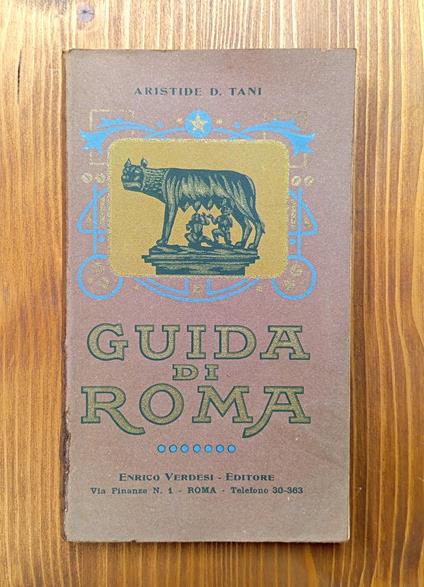 ARISTIDE D. TANI
GUIDA
DI
ROMA
ENRICO VERDESI - EDITORE
Via Finanze N. 1 - ROMA - Telefono 30-363